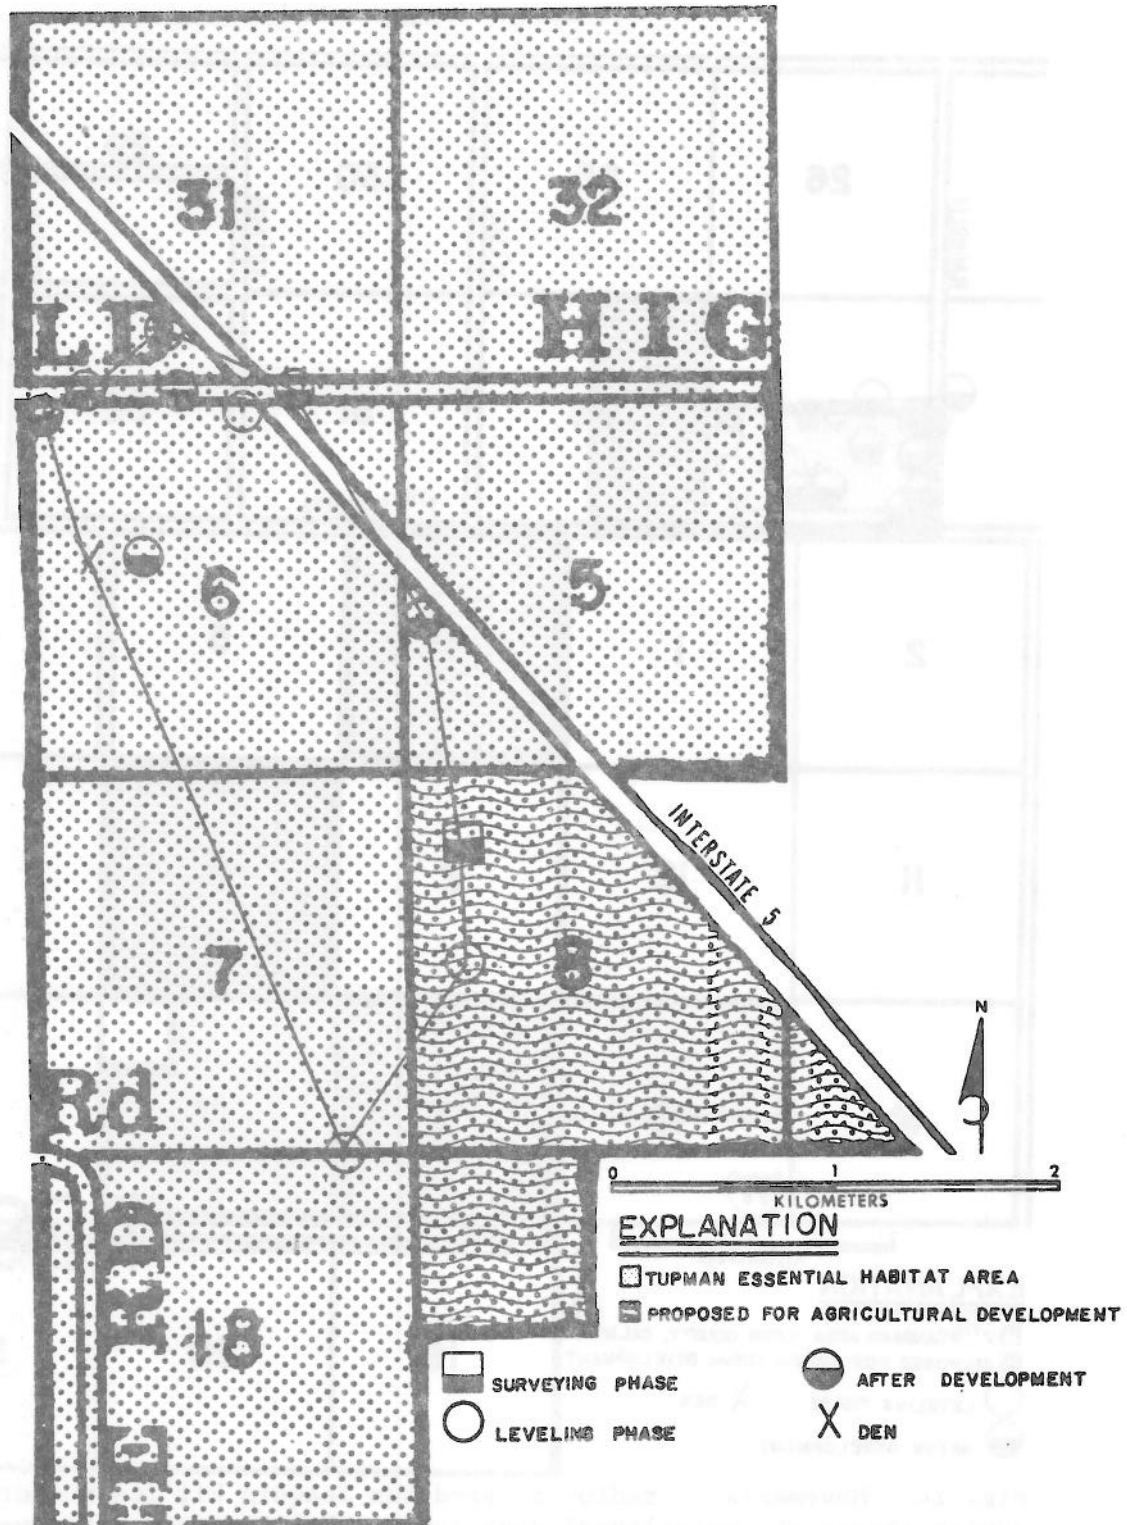 31 32
LD HIG
6 5
INTERSTATE 5
7 8
N
Rd
0 1 2
KILOMETERS
EXPLANATION
TUPMAN ESSENTIAL HABITAT AREA
PROPOSED FOR AGRICULTURAL DEVELOPMENT
RD
18
SURVEYING PHASE
AFTER DEVELOPMENT
LEVELING PHASE
DEN